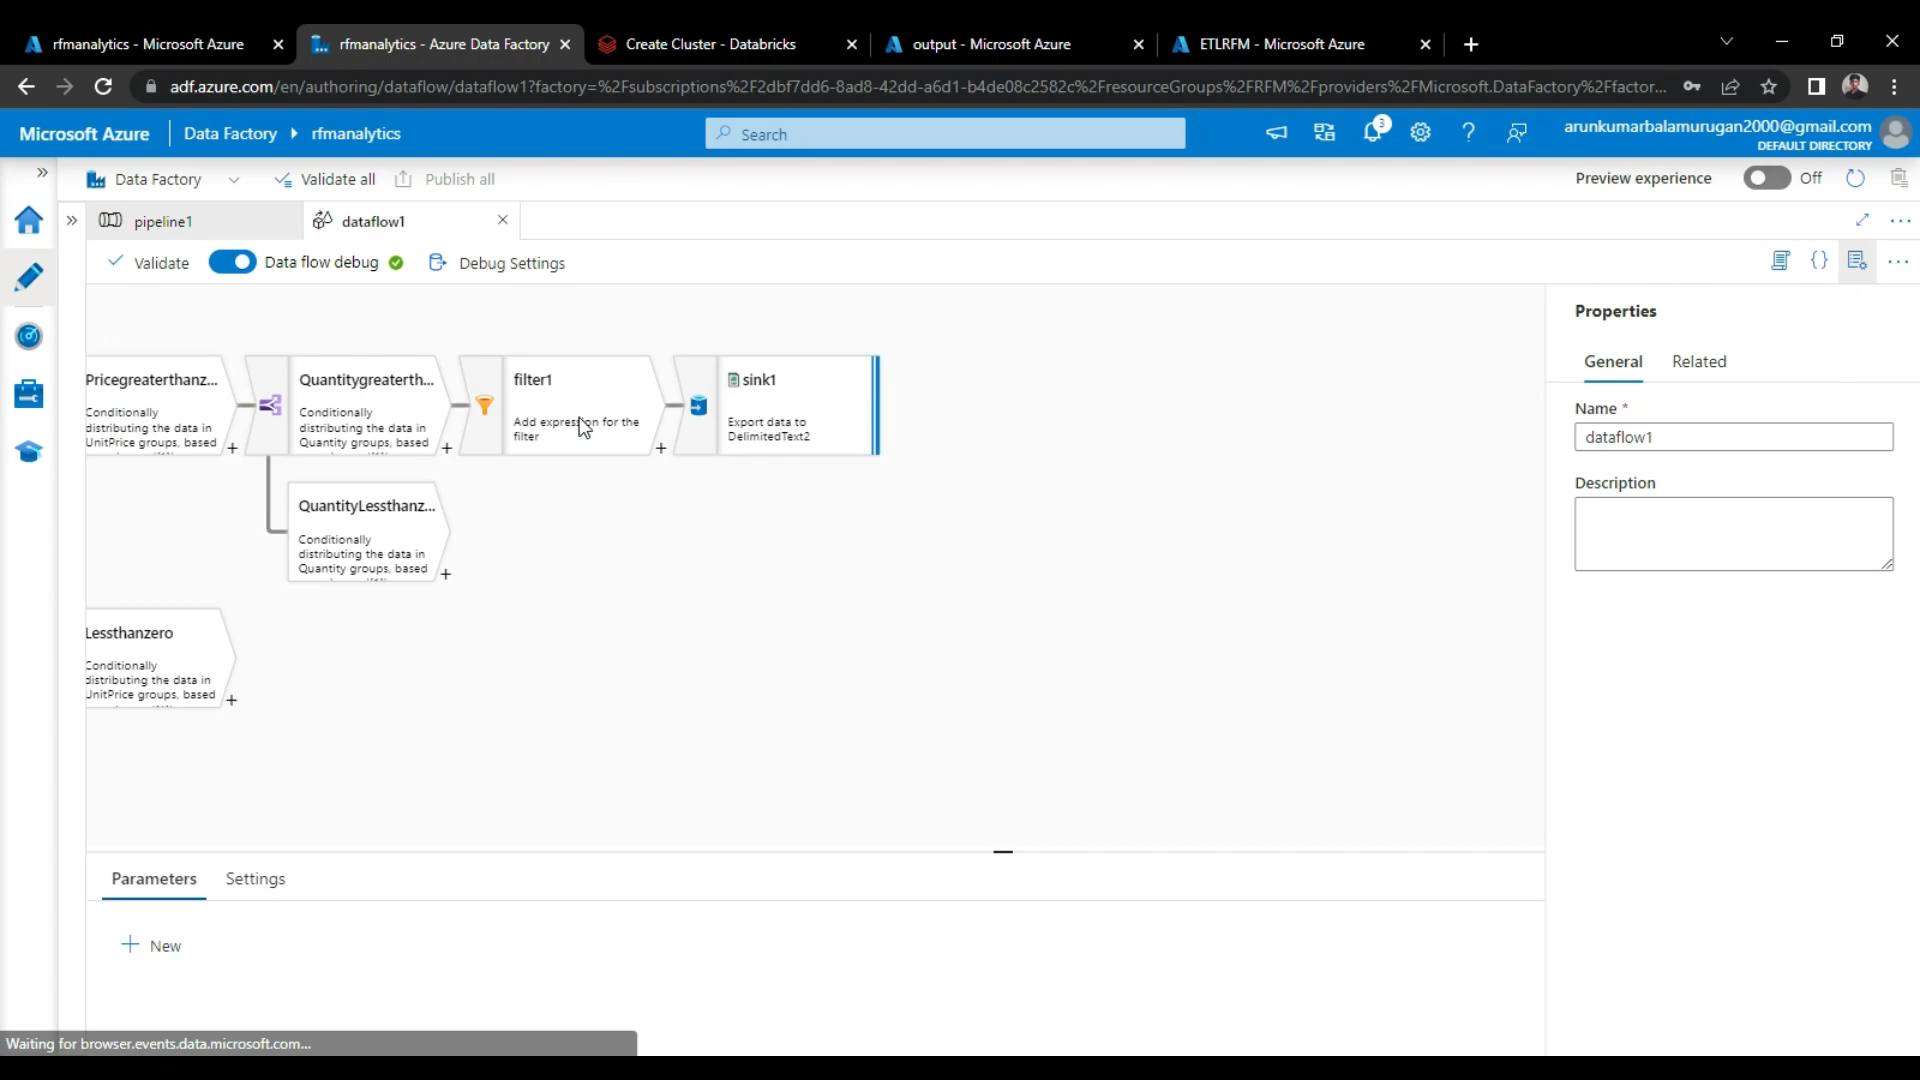 rfmanalytics - Microsoft Azure
rfmanalytics - Azure Data Factory
Create Cluster - Databricks
output - Microsoft Azure
ETLRFM - Microsoft Azure
adf.azure.com/en/authoring/dataflow/dataflow1?factory=%2Fsubscriptions%2F2dbf7dd6-8ad8-42dd-a6d1-b4de08c2582c%2FresourceGroups%2FRFM%2Fproviders%2FMicrosoft.DataFactory%2Ffactor...
Microsoft Azure
Data Factory
rfmanalytics
Search
3
arunkumarbalamurugan2000@gmail.com
DEFAULT DIRECTORY
Data Factory
Validate all
Publish all
Preview experience
Off
pipeline1
dataflow1
Validate
Data flow debug
Debug Settings
Pricegreaterthanz...
Conditionally
distributing the data in
UnitPrice groups, based
Quantitygreaterth...
Conditionally
distributing the data in
Quantity groups, based
filter1
Add expression for the
filter
sink1
Export data to
DelimitedText2
QuantityLessthanz...
Conditionally
distributing the data in
Quantity groups, based
Lessthanzero
Conditionally
distributing the data in
UnitPrice groups, based
Properties
General
Related
Name *
dataflow1
Description
Parameters
Settings
New
Waiting for browser.events.data.microsoft.com...